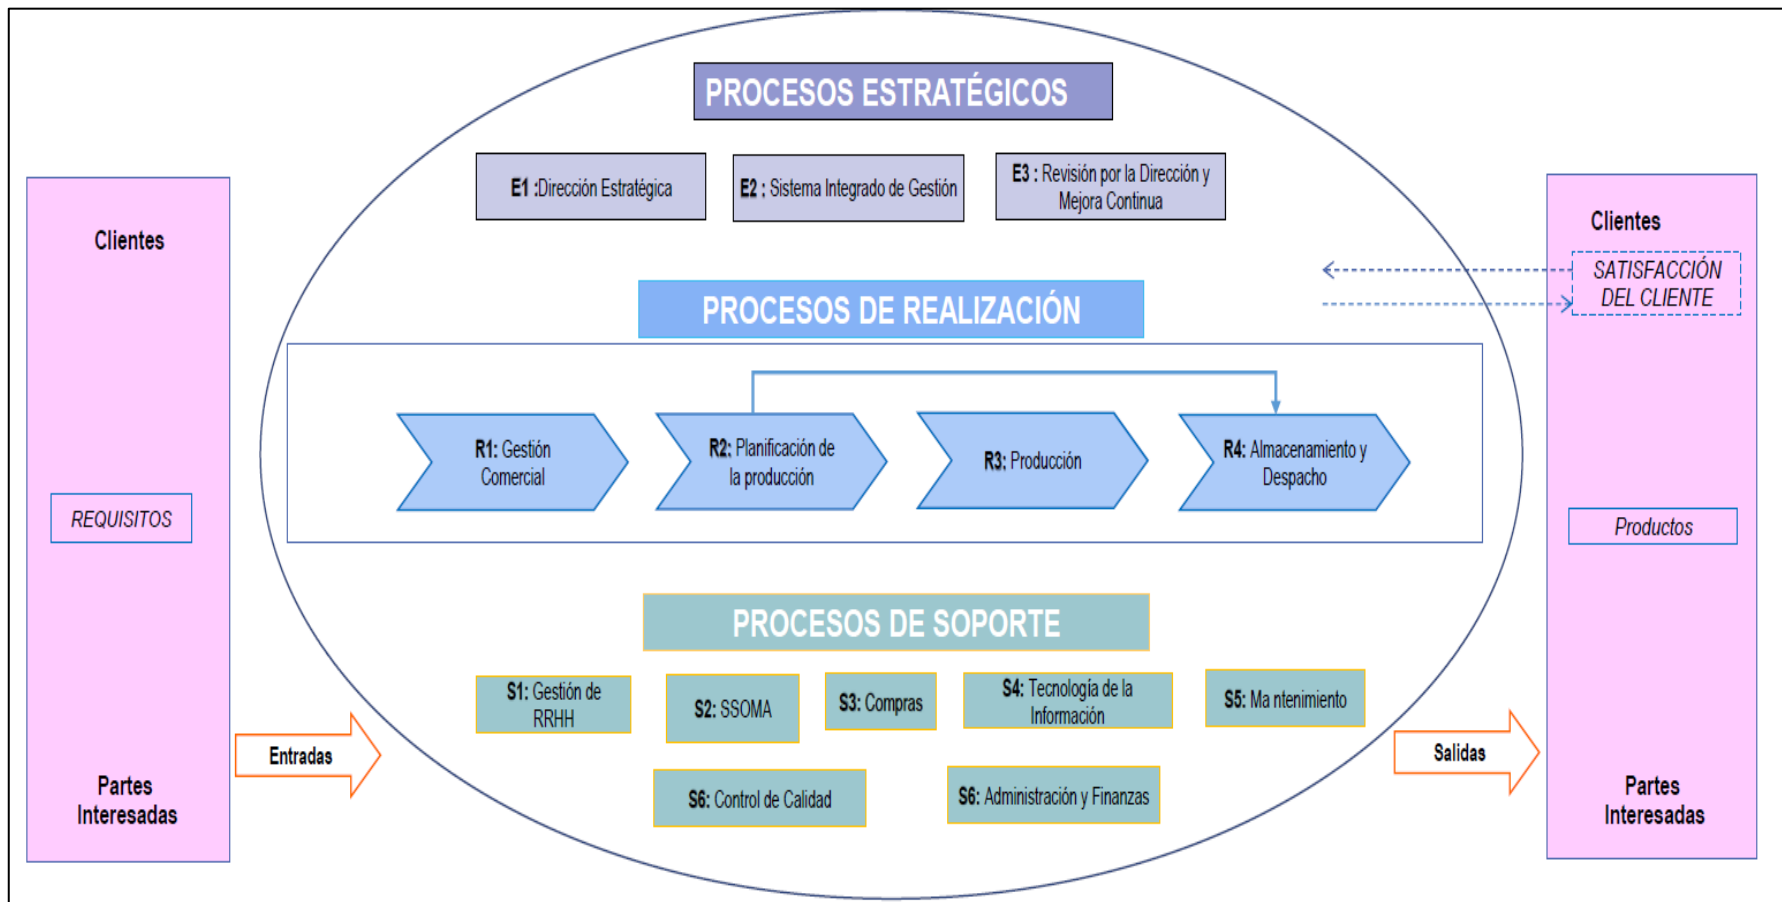 PROCESOS ESTRATÉGICOS
E1 :Dirección Estratégica
E2 : Sistema Integrado de Gestión
E3 : Revisión por la Dirección y
Mejora Continua
Clientes
REQUISITOS
Partes
Interesadas
Entradas
PROCESOS DE REALIZACIÓN
R1: Gestión
Comercial
R2: Planificación de
la producción
R3: Producción
R4: Almacenamiento y
Despacho
PROCESOS DE SOPORTE
S1: Gestión de
RRHH
S2: SSOMA
S3: Compras
S4: Tecnología de la
Información
S5: Ma ntenimiento
S6: Control de Calidad
S6: Administración y Finanzas
Salidas
Clientes
SATISFACCIÓN
DEL CLIENTE
Productos
Partes
Interesadas